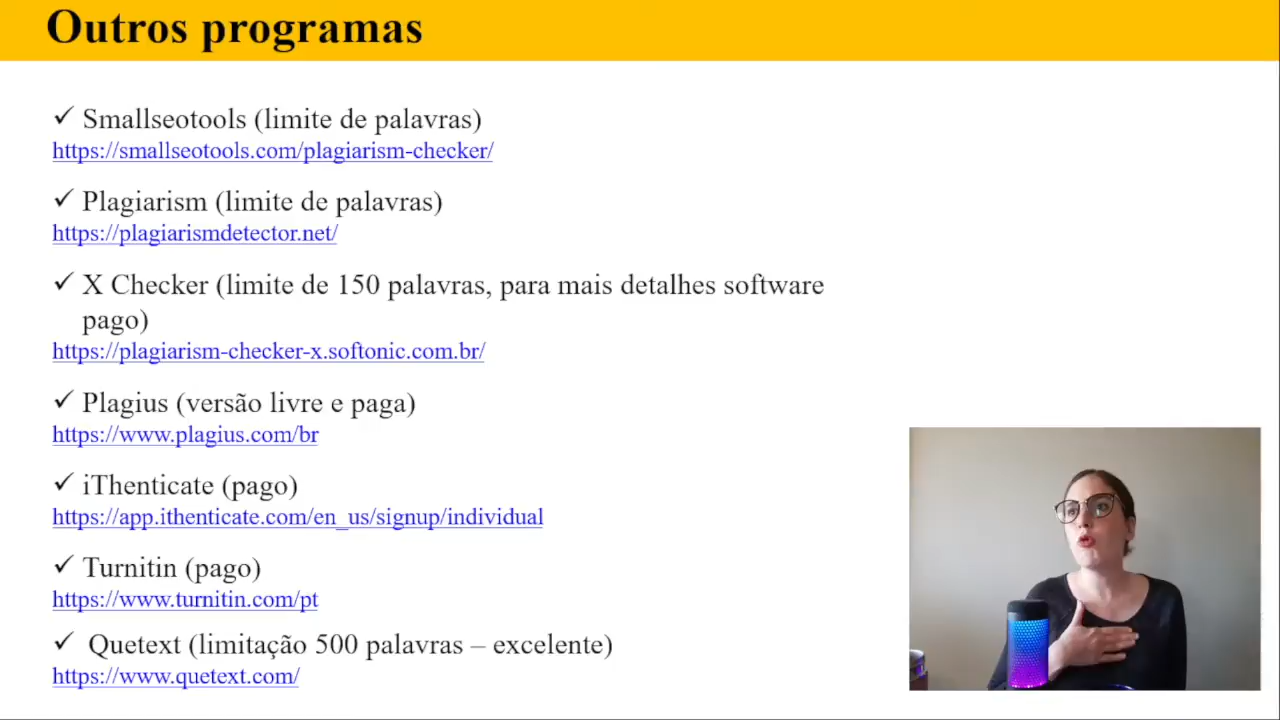 Outros programas
✓ Smallseotools (limite de palavras)
https://smallseotools.com/plagiarism-checker/
✓ Plagiarism (limite de palavras)
https://plagiarismdetector.net/
✓ X Checker (limite de 150 palavras, para mais detalhes software
pago)
https://plagiarism-checker-x.softonic.com.br/
✓ Plagius (versão livre e paga)
https://www.plagius.com/br
✓ iThenticate (pago)
https://app.ithenticate.com/en_us/signup/individual
✓ Turnitin (pago)
https://www.turnitin.com/pt
✓ Quetext (limitação 500 palavras – excelente)
https://www.quetext.com/